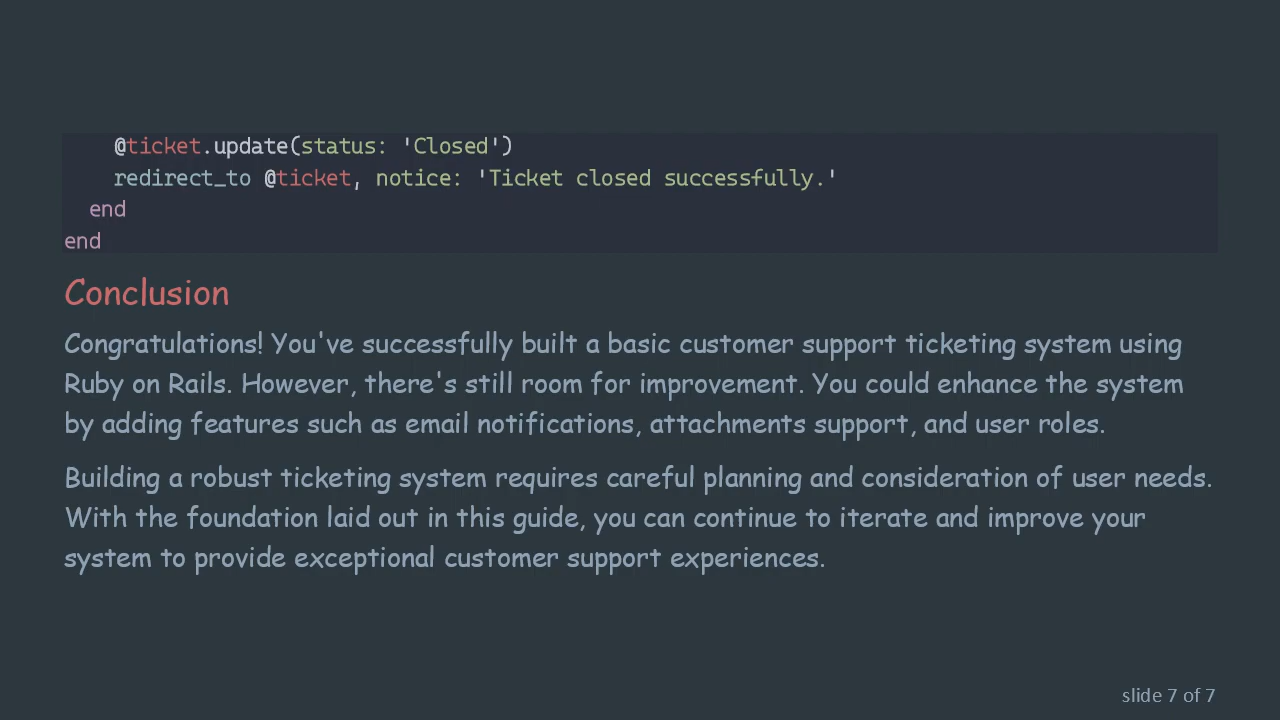 @ticket.update(status: 'Closed')
    redirect_to @ticket, notice: 'Ticket closed successfully.'
  end
end
Conclusion
Congratulations! You've successfully built a basic customer support ticketing system using
Ruby on Rails. However, there's still room for improvement. You could enhance the system
by adding features such as email notifications, attachments support, and user roles.
Building a robust ticketing system requires careful planning and consideration of user needs.
With the foundation laid out in this guide, you can continue to iterate and improve your
system to provide exceptional customer support experiences.
slide 7 of 7